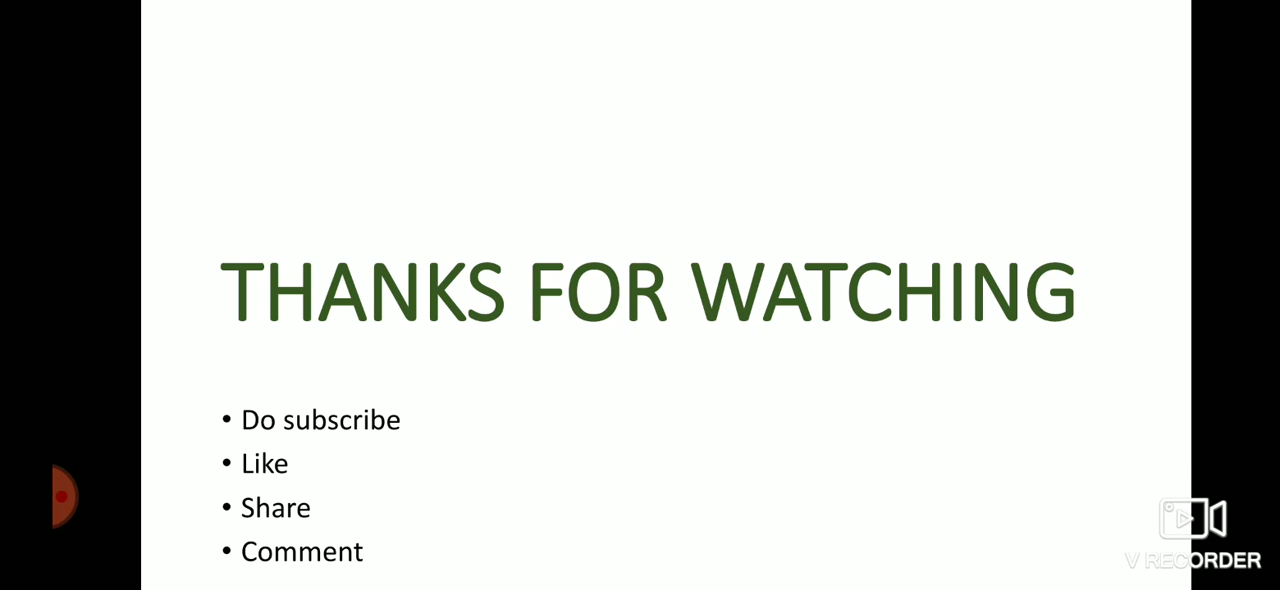 THANKS FOR WATCHING
• Do subscribe
• Like
• Share
• Comment
V RECORDER